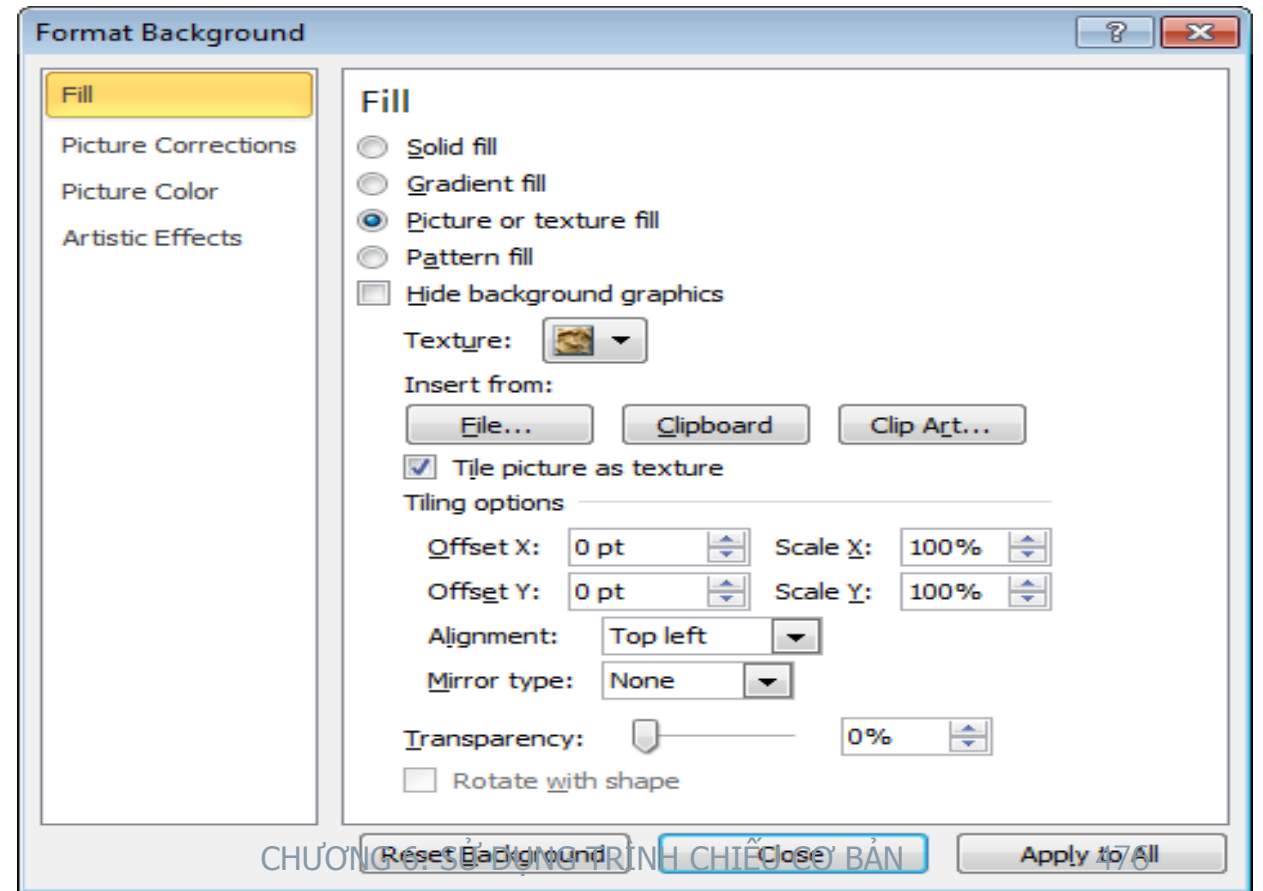 Format Background
Fill
Picture Corrections
Picture Color
Artistic Effects
Fill
Solid fill
Gradient fill
Picture or texture fill
Pattern fill
Hide background graphics
Texture:
Insert from:
File... Clipboard Clip Art...
Tile picture as texture
Tiling options
Offset X: 0 pt Scale X: 100%
Offset Y: 0 pt Scale Y: 100%
Alignment: Top left
Mirror type: None
Transparency: 0%
Rotate with shape
Reset Background Close Apply to All
CHƯƠNG 6: SỬ DỤNG TRÌNH CHIẾU CƠ BẢN 476